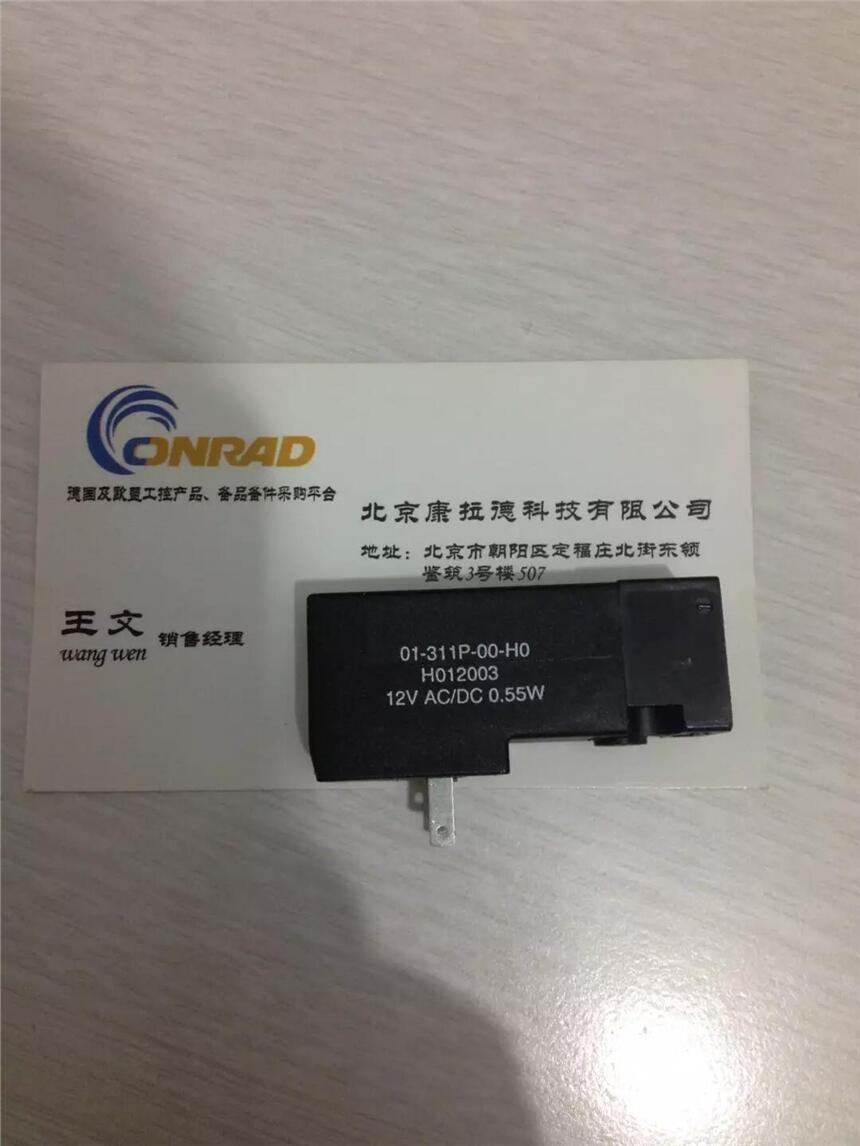 CONRAD
德国及欧盟工控产品、备品备件采购平台
北京康拉德科技有限公司
地址：北京市朝阳区定福庄北街东领
鉴筑3号楼507
王文 销售经理
wang wen
01-311P-00-H0
H012003
12V AC/DC 0.55W